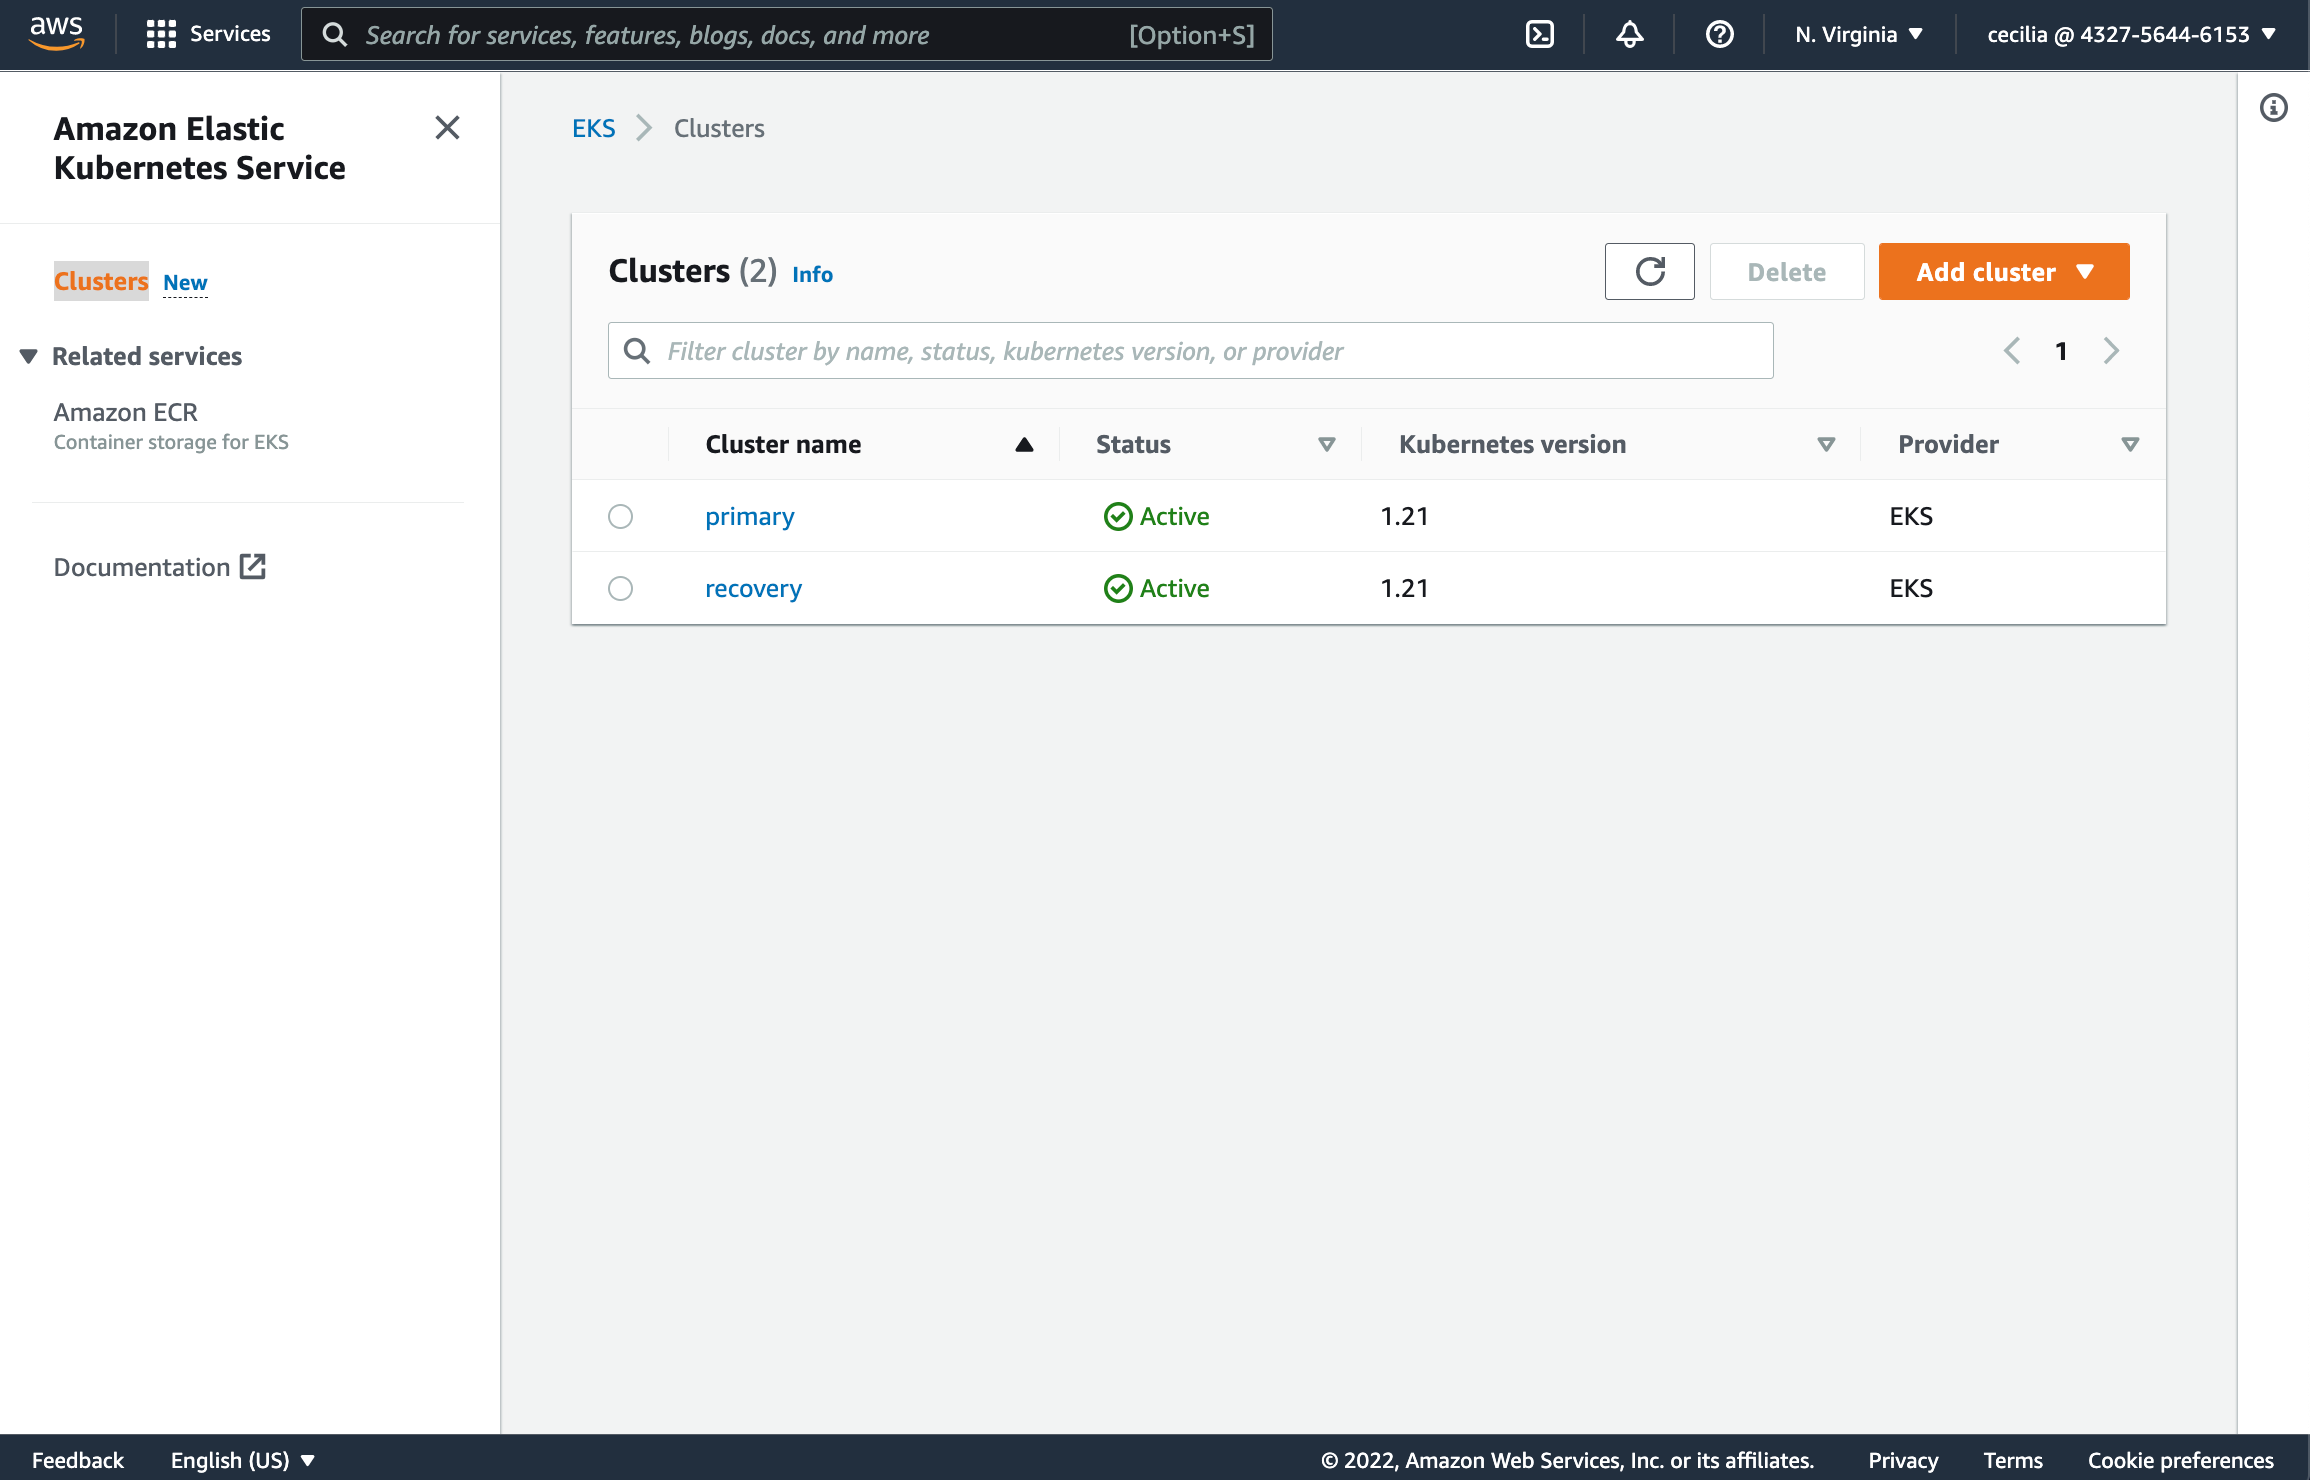 aws Services Search for services, features, blogs, docs, and more [Option+S] N. Virginia cecilia @ 4327-5644-6153
Amazon Elastic
Kubernetes Service
Clusters New
Related services
Amazon ECR
Container storage for EKS
Documentation
EKS Clusters
Clusters (2) Info Delete Add cluster
Filter cluster by name, status, kubernetes version, or provider 1
Cluster name Status Kubernetes version Provider
primary Active 1.21 EKS
recovery Active 1.21 EKS
Feedback English (US) © 2022, Amazon Web Services, Inc. or its affiliates. Privacy Terms Cookie preferences